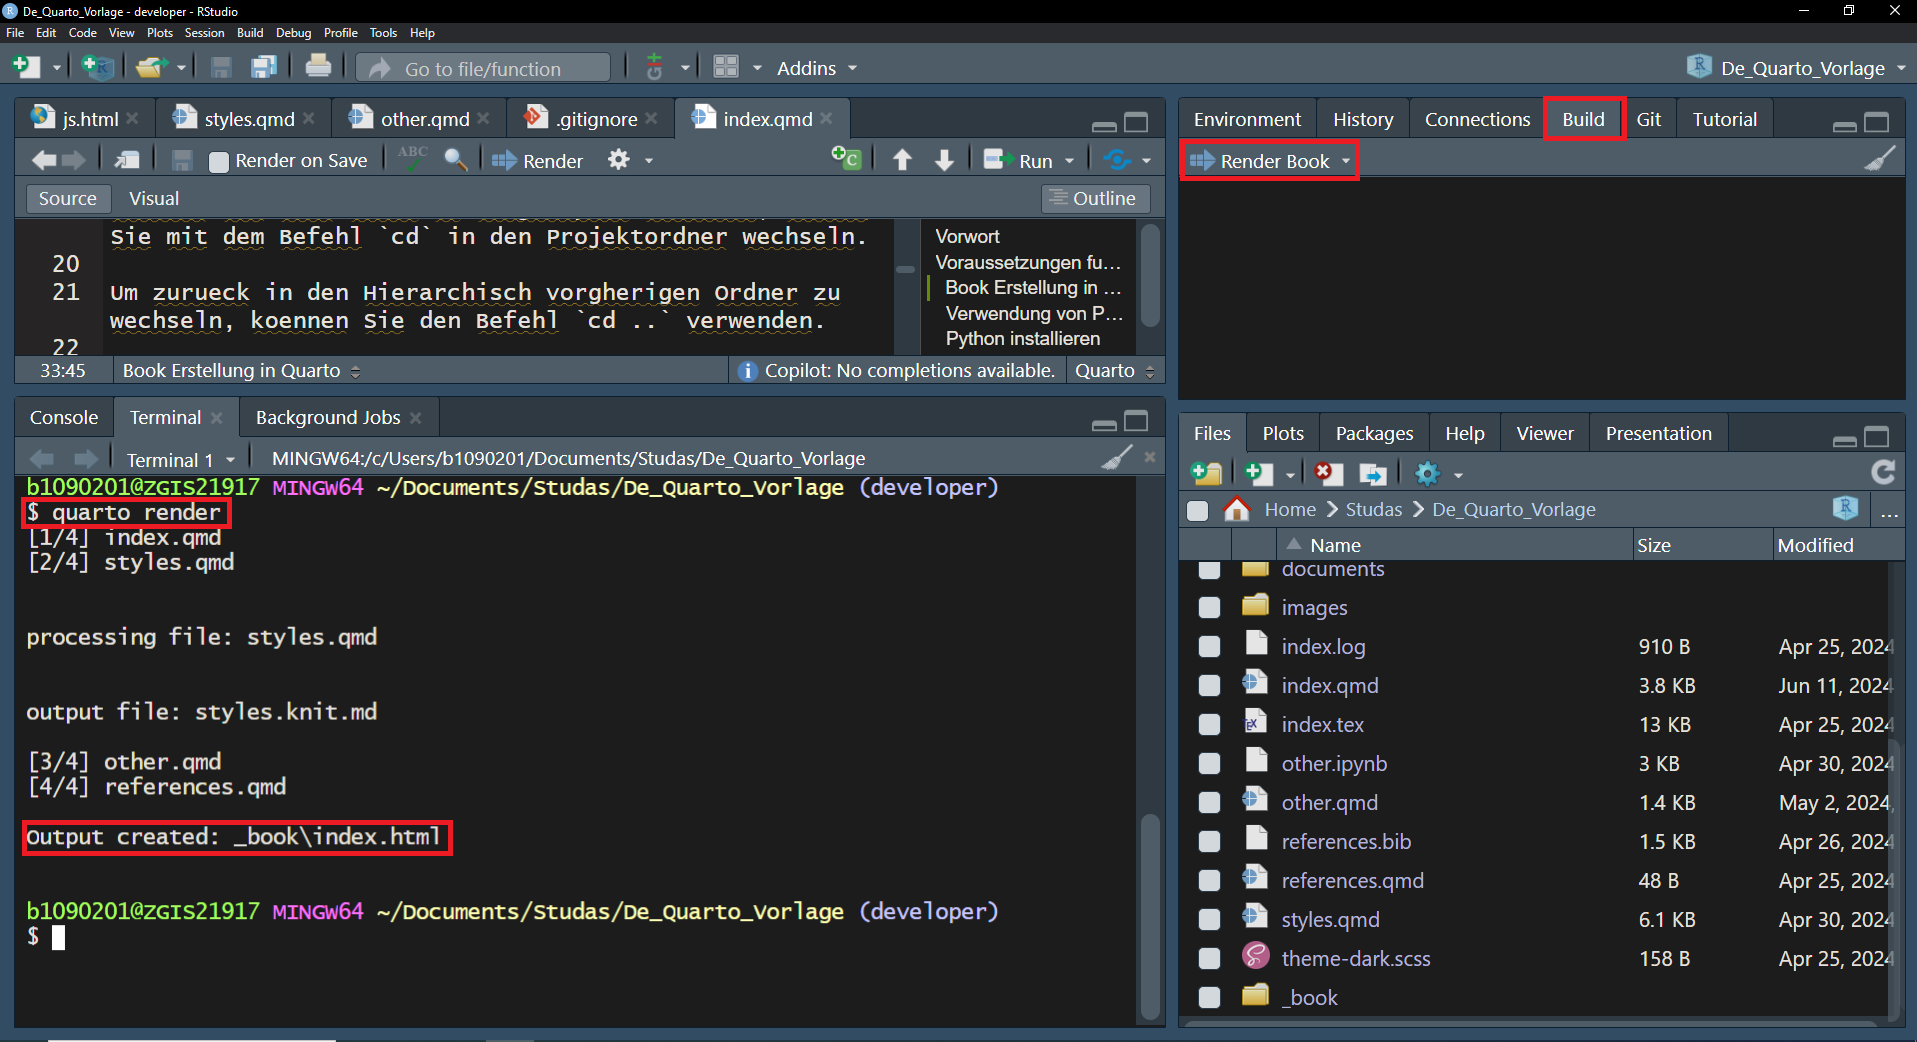 De_Quarto_Vorlage - developer - RStudio
File Edit Code View Plots Session Build Debug Profile Tools Help
Go to file/function
Addins
De_Quarto_Vorlage
js.html styles.qmd other.qmd .gitignore index.qmd
Render on Save ABC Render Run
Source Visual Outline
Sie mit dem Befehl `cd` in den Projektordner wechseln.
20
21 Um zurueck in den Hierarchisch vorgherigen Ordner zu
wechseln, koennen Sie den Befehl `cd ..` verwenden.
22
Vorwort
Voraussetzungen fu...
Book Erstellung in ...
Verwendung von P...
Python installieren
33:45 Book Erstellung in Quarto Copilot: No completions available. Quarto
Console Terminal Background Jobs
Terminal 1 MINGW64:/c/Users/b1090201/Documents/Studas/De_Quarto_Vorlage
b1090201@ZGIS21917 MINGW64 ~/Documents/Studas/De_Quarto_Vorlage (developer)
$ quarto render
[1/4] index.qmd
[2/4] styles.qmd
processing file: styles.qmd
output file: styles.knit.md
[3/4] other.qmd
[4/4] references.qmd
Output created: _book\index.html
b1090201@ZGIS21917 MINGW64 ~/Documents/Studas/De_Quarto_Vorlage (developer)
$
Environment History Connections Build Git Tutorial
Render Book
Files Plots Packages Help Viewer Presentation
Home Studas De_Quarto_Vorlage ...
Name Size Modified
documents
images
index.log 910 B Apr 25, 2024
index.qmd 3.8 KB Jun 11, 2024
index.tex 13 KB Apr 25, 2024
other.ipynb 3 KB Apr 30, 2024
other.qmd 1.4 KB May 2, 2024,
references.bib 1.5 KB Apr 26, 2024
references.qmd 48 B Apr 25, 2024
styles.qmd 6.1 KB Apr 30, 2024
theme-dark.scss 158 B Apr 25, 2024
_book